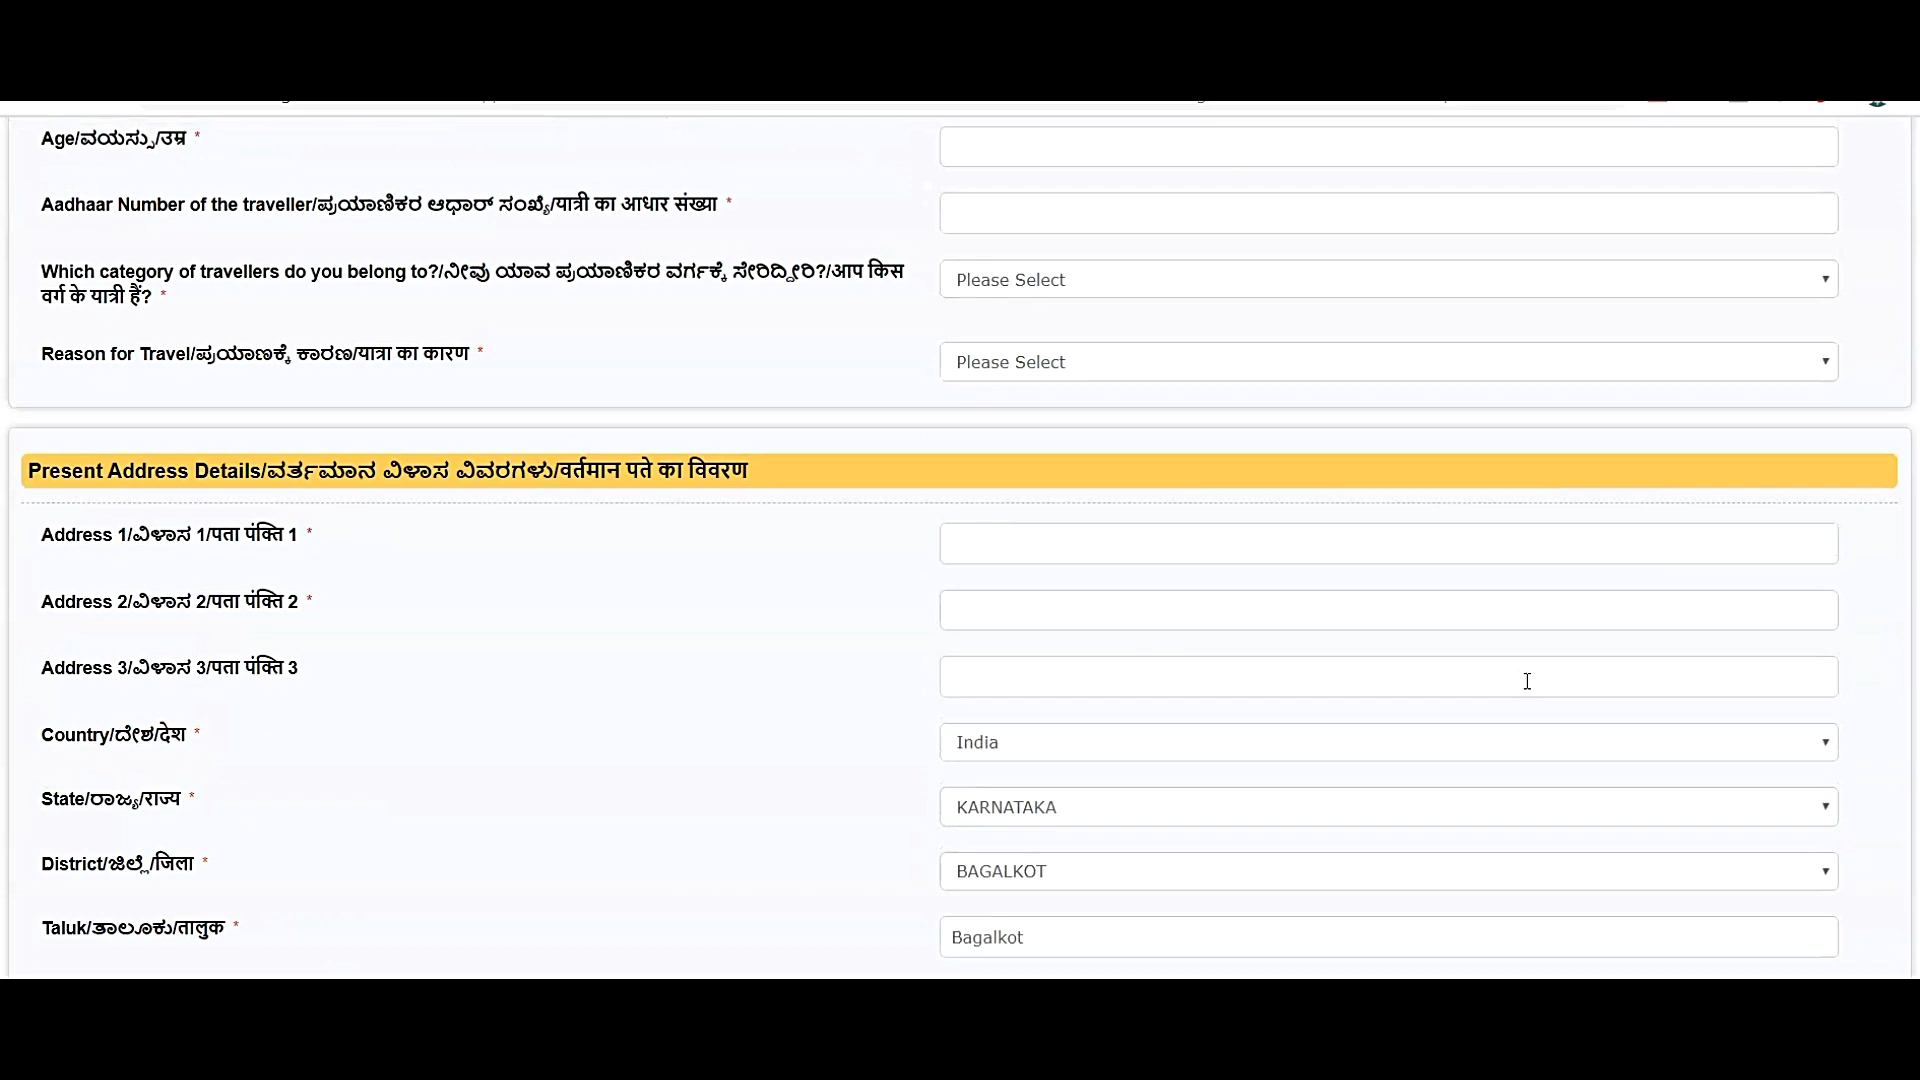 Age/ವಯಸ್ಸು/उम्र *
Aadhaar Number of the traveller/ಪ್ರಯಾಣಿಕರ ಆಧಾರ್ ಸಂಖ್ಯೆ/यात्री का आधार संख्या *
Which category of travellers do you belong to?/ನೀವು ಯಾವ ಪ್ರಯಾಣಿಕರ ವರ್ಗಕ್ಕೆ ಸೇರಿದ್ದೀರಿ?/आप किस
वर्ग के यात्री हैं? *
Please Select
Reason for Travel/ಪ್ರಯಾಣಕ್ಕೆ ಕಾರಣ/यात्रा का कारण *
Please Select
Present Address Details/ವರ್ತಮಾನ ವಿಳಾಸ ವಿವರಗಳು/वर्तमान पते का विवरण
Address 1/ವಿಳಾಸ 1/पता पंक्ति 1 *
Address 2/ವಿಳಾಸ 2/पता पंक्ति 2 *
Address 3/ವಿಳಾಸ 3/पता पंक्ति 3
Country/ದೇಶ/देश *
India
State/ರಾಜ್ಯ/राज्य *
KARNATAKA
District/ಜಿಲ್ಲೆ/जिला *
BAGALKOT
Taluk/ತಾಲೂಕು/तालुक *
Bagalkot